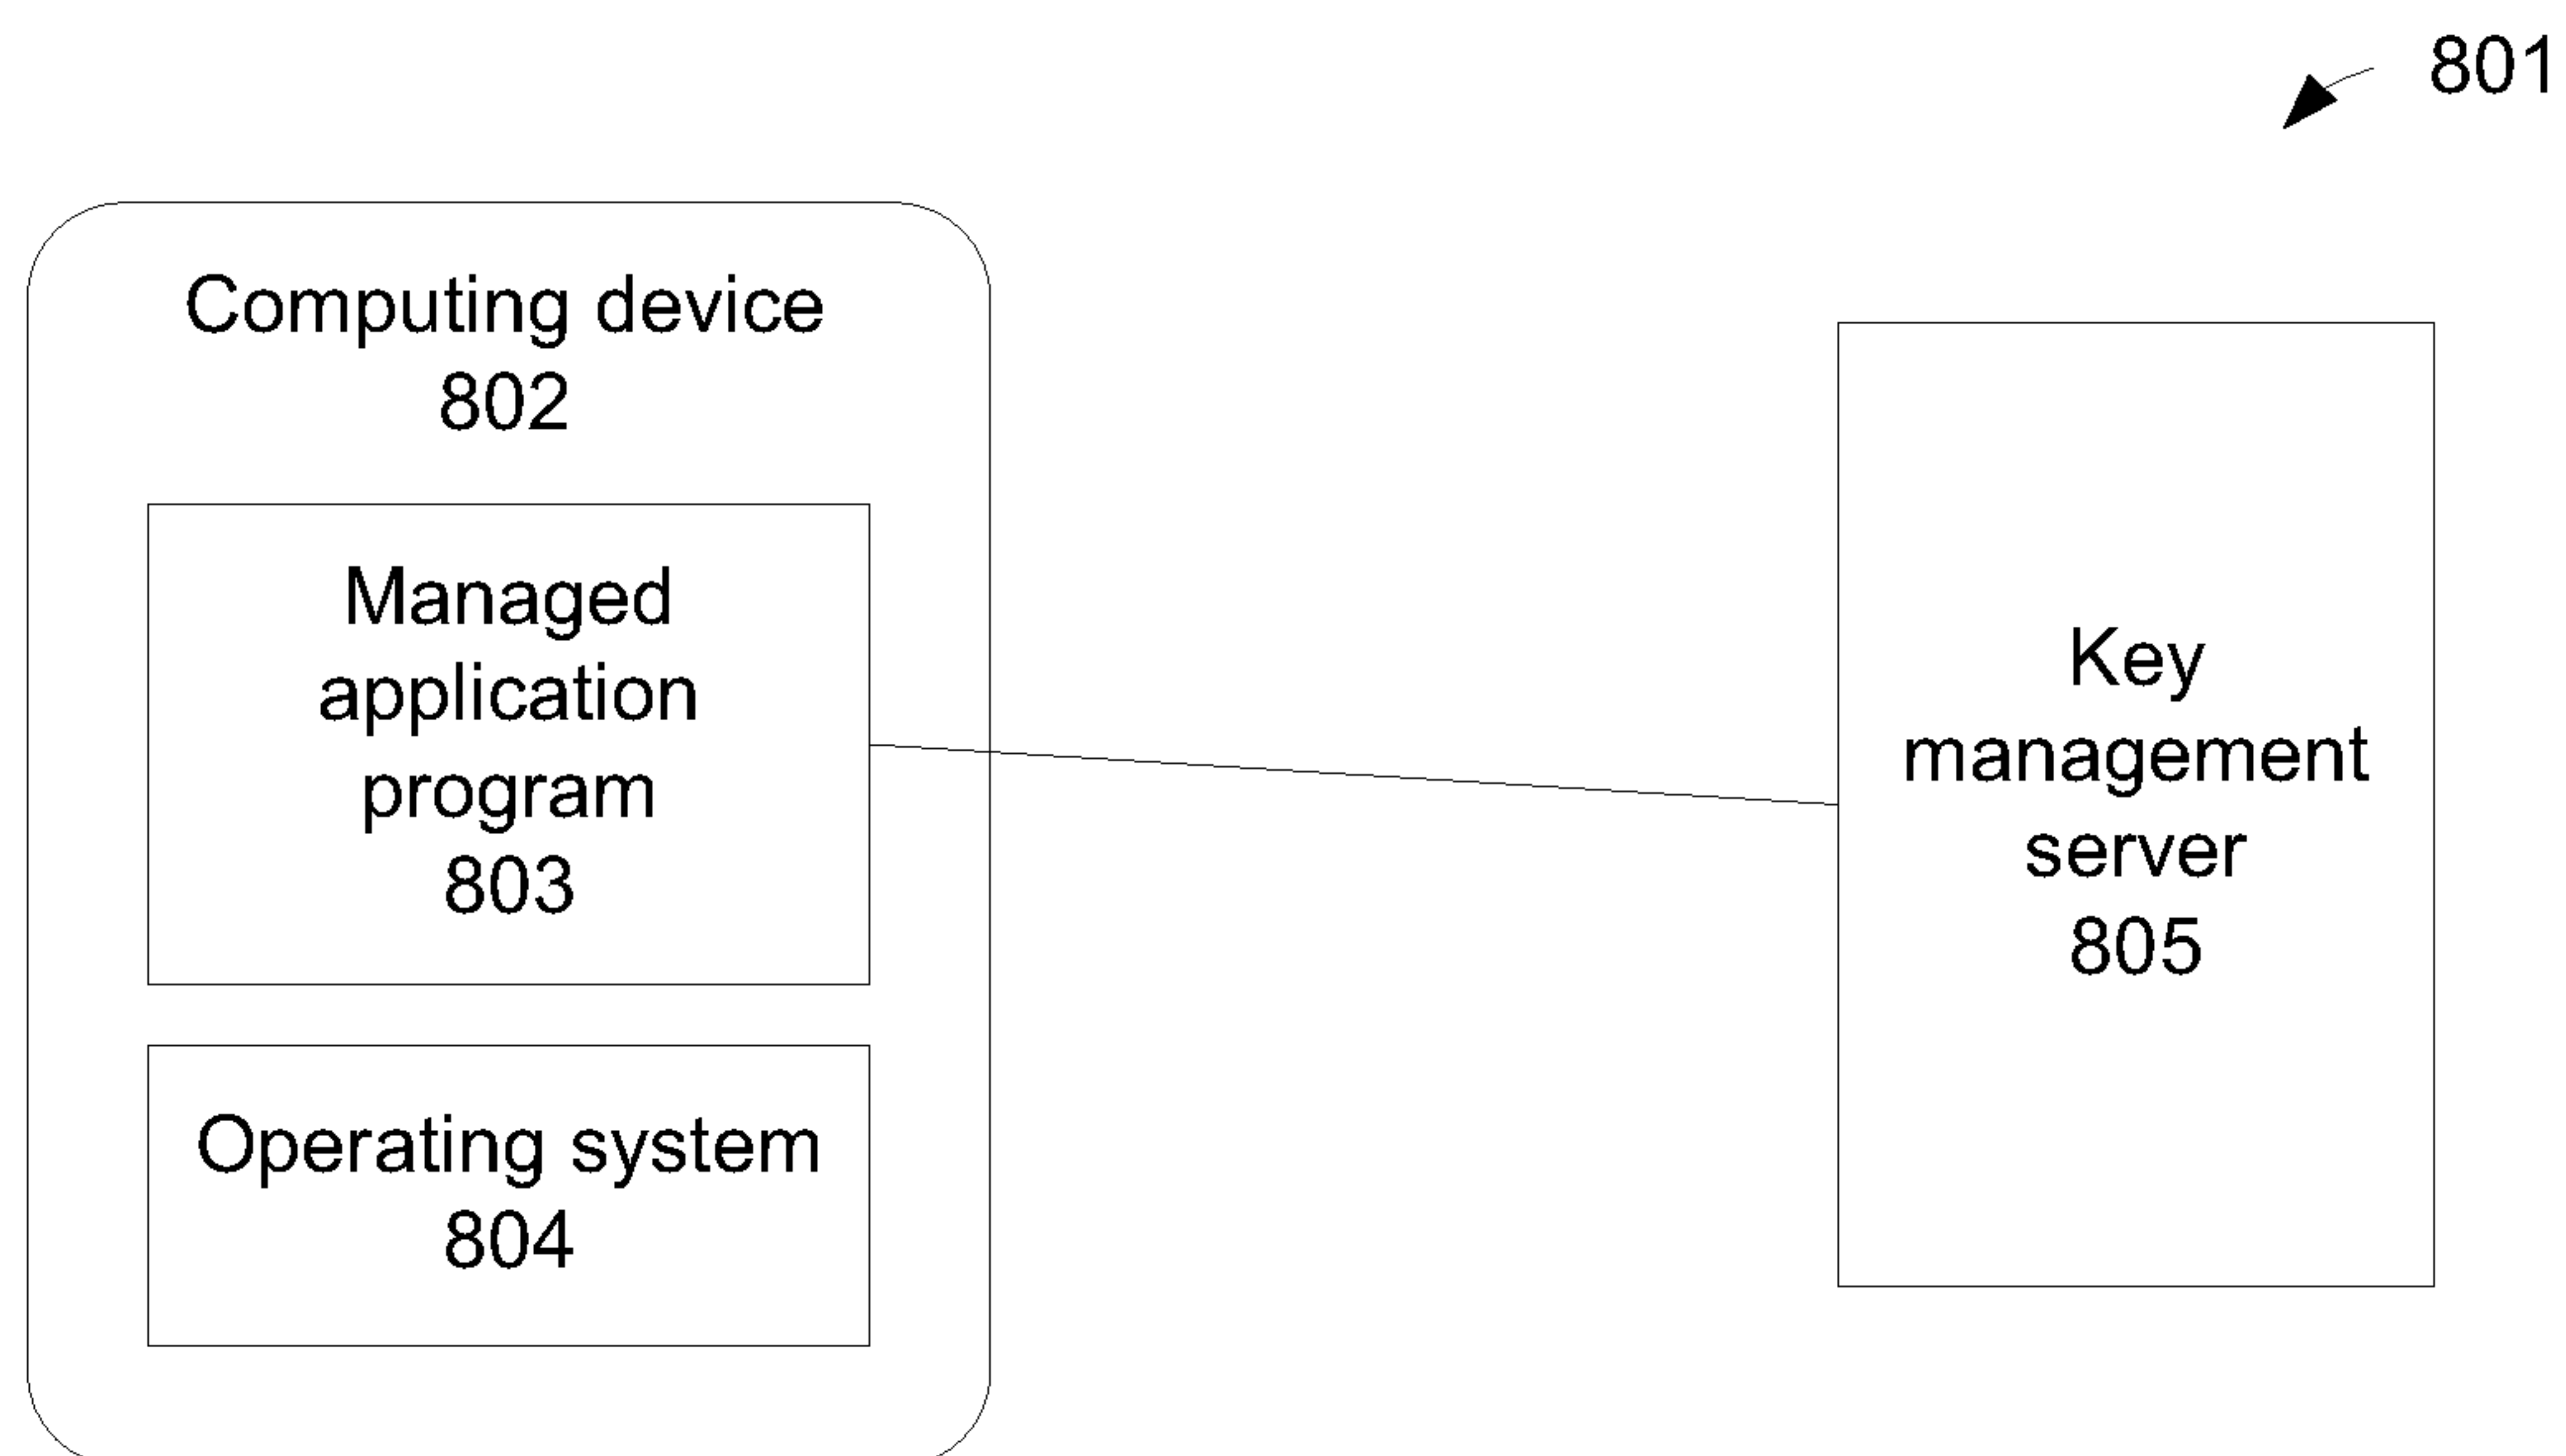 801
Computing device
802
Managed
application
program
803
Operating system
804
Key
management
server
805